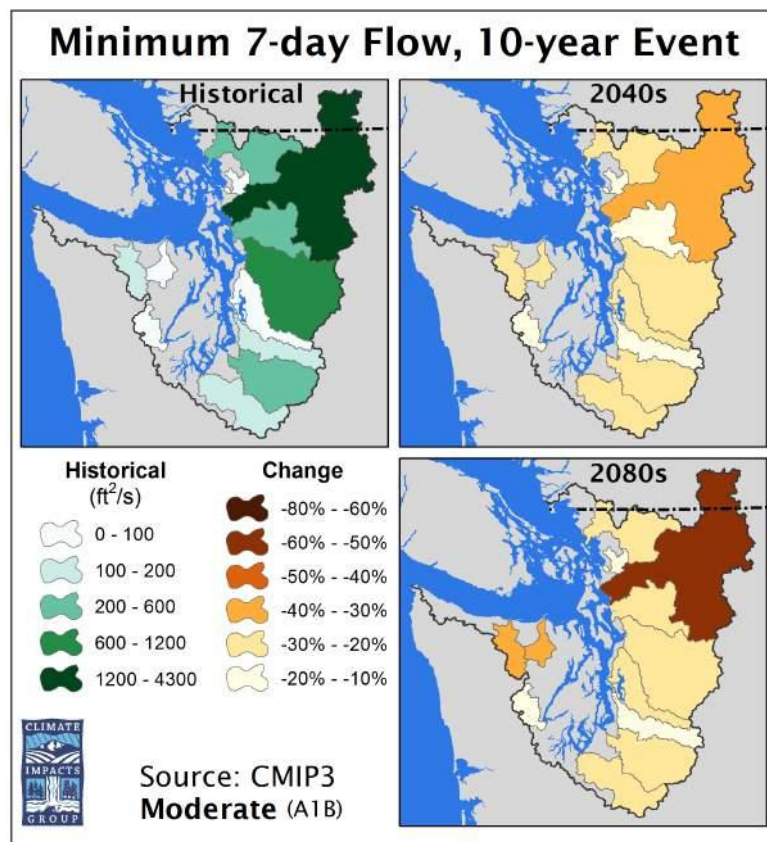 Minimum 7-day Flow, 10-year Event
Historical
2040s
Historical
(ft²/s)
0 - 100
100 - 200
200 - 600
600 - 1200
1200 - 4300
Change
-80% - -60%
-60% - -50%
-50% - -40%
-40% - -30%
-30% - -20%
-20% - -10%
2080s
CLIMATE
IMPACTS
GROUP
Source: CMIP3
Moderate (A1B)